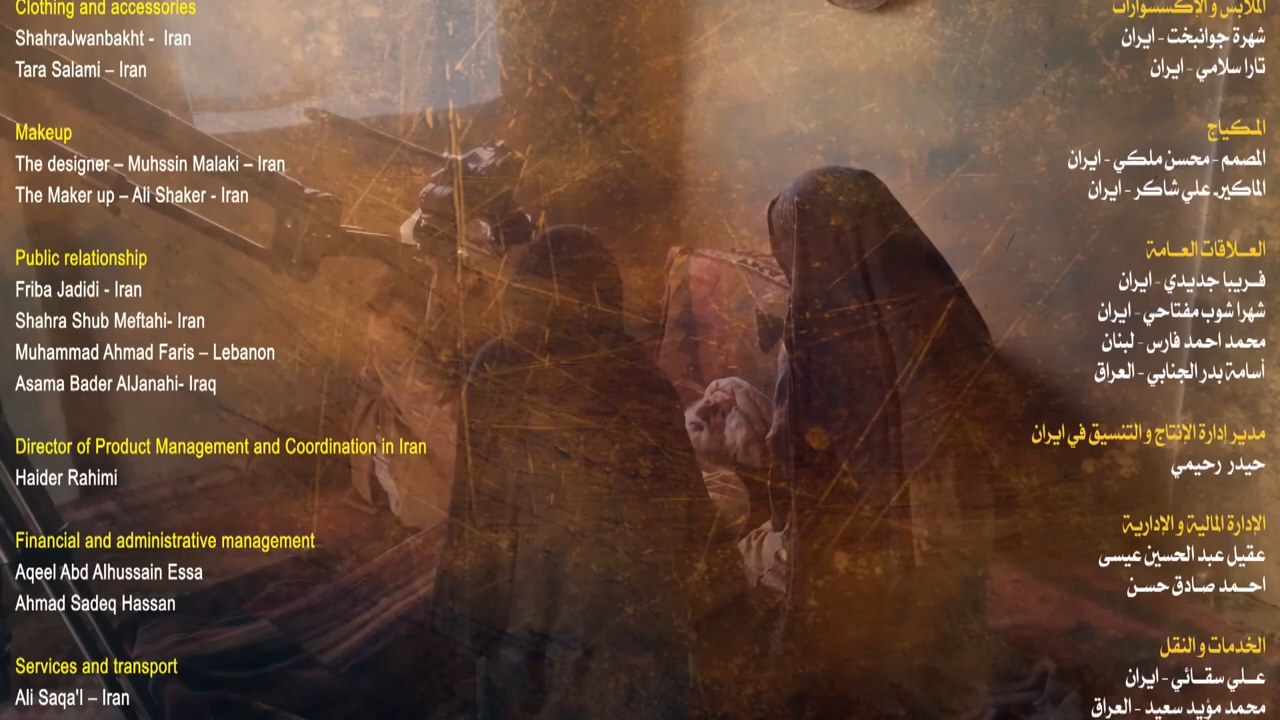 Clothing and accessories
ShahraJwanbakht - Iran
Tara Salami – Iran
Makeup
The designer – Muhssin Malaki – Iran
The Maker up – Ali Shaker - Iran
Public relationship
Friba Jadidi - Iran
Shahra Shub Meftahi- Iran
Muhammad Ahmad Faris – Lebanon
Asama Bader AlJanahi- Iraq
Director of Product Management and Coordination in Iran
Haider Rahimi
Financial and administrative management
Aqeel Abd Alhussain Essa
Ahmad Sadeq Hassan
Services and transport
Ali Saqa'I – Iran
الملابس و الإكسسوارات
شهرة جوانبخت - ايران
تارا سلامي - ايران
المكياج
المصمم - محسن ملكي - ايران
الماكير- علي شاكر - ايران
العلاقات العامة
فريبا جديدي - ايران
شهرا شوب مفتاحي - ايران
محمد احمد فارس - لبنان
أسامة بدر الجنابي - العراق
مدير إدارة الإنتاج و التنسيق في ايران
حيدر رحيمي
الإدارة المالية و الإدارية
عقيل عبد الحسين عيسى
احمد صادق حسن
الخدمات و النقل
علي سقائي - ايران
محمد مؤيد سعيد - العراق